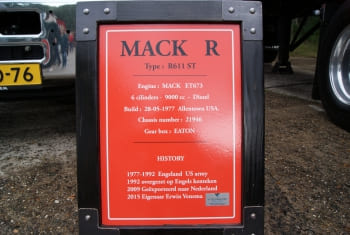 0-76
MACK R
Type : R611 ST
Engine : MACK ET673
6 cilinders - 9000 cc - Diesel
Build : 28-05-1977 Allentown USA
Chassis number : 21946
Gear box : EATON
HISTORY
1977-1992 Engeland US army
1992 overgezet op Engels kenteken
2009 Geïmporteerd naar Nederland
2015 Eigenaar Erwin Venema